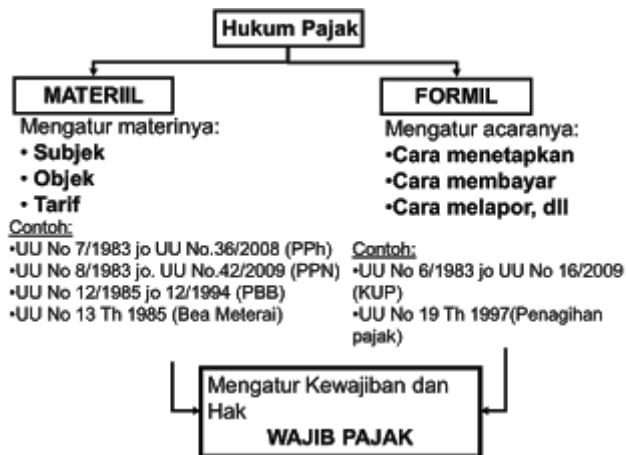 Hukum Pajak
MATERIIL
Mengatur materinya:
• Subjek
• Objek
• Tarif
Contoh:
•UU No 7/1983 jo UU No.36/2008 (PPh)
•UU No 8/1983 jo. UU No.42/2009 (PPN)
•UU No 12/1985 jo 12/1994 (PBB)
•UU No 13 Th 1985 (Bea Meterai)
FORMIL
Mengatur acaranya:
•Cara menetapkan
•Cara membayar
•Cara melapor, dll
Contoh:
•UU No 6/1983 jo UU No 16/2009
(KUP)
•UU No 19 Th 1997(Penagihan
pajak)
Mengatur Kewajiban dan
Hak
WAJIB PAJAK